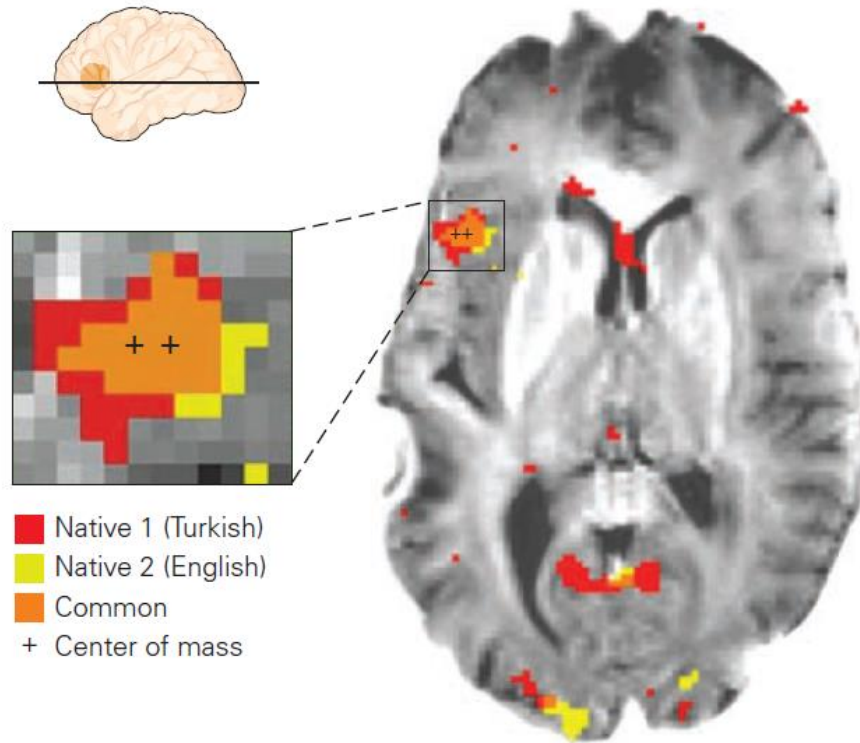 Native 1 (Turkish)
Native 2 (English)
Common
+ Center of mass